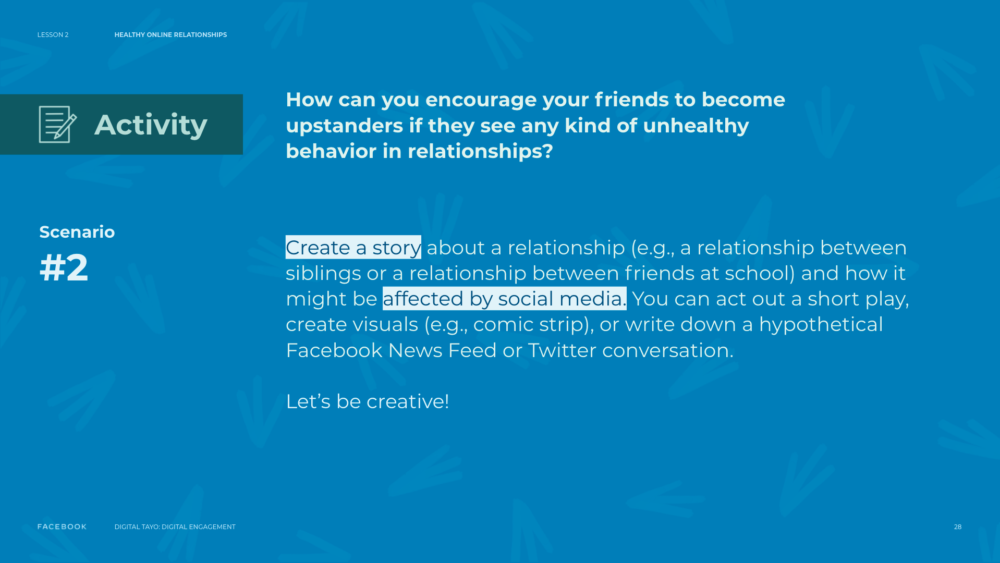 LESSON 2
HEALTHY ONLINE RELATIONSHIPS
Activity
How can you encourage your friends to become
upstanders if they see any kind of unhealthy
behavior in relationships?
Scenario
#2
Create a story about a relationship (e.g., a relationship between
siblings or a relationship between friends at school) and how it
might be affected by social media. You can act out a short play,
create visuals (e.g., comic strip), or write down a hypothetical
Facebook News Feed or Twitter conversation.
Let’s be creative!
FACEBOOK
DIGITAL TAYO: DIGITAL ENGAGEMENT
28